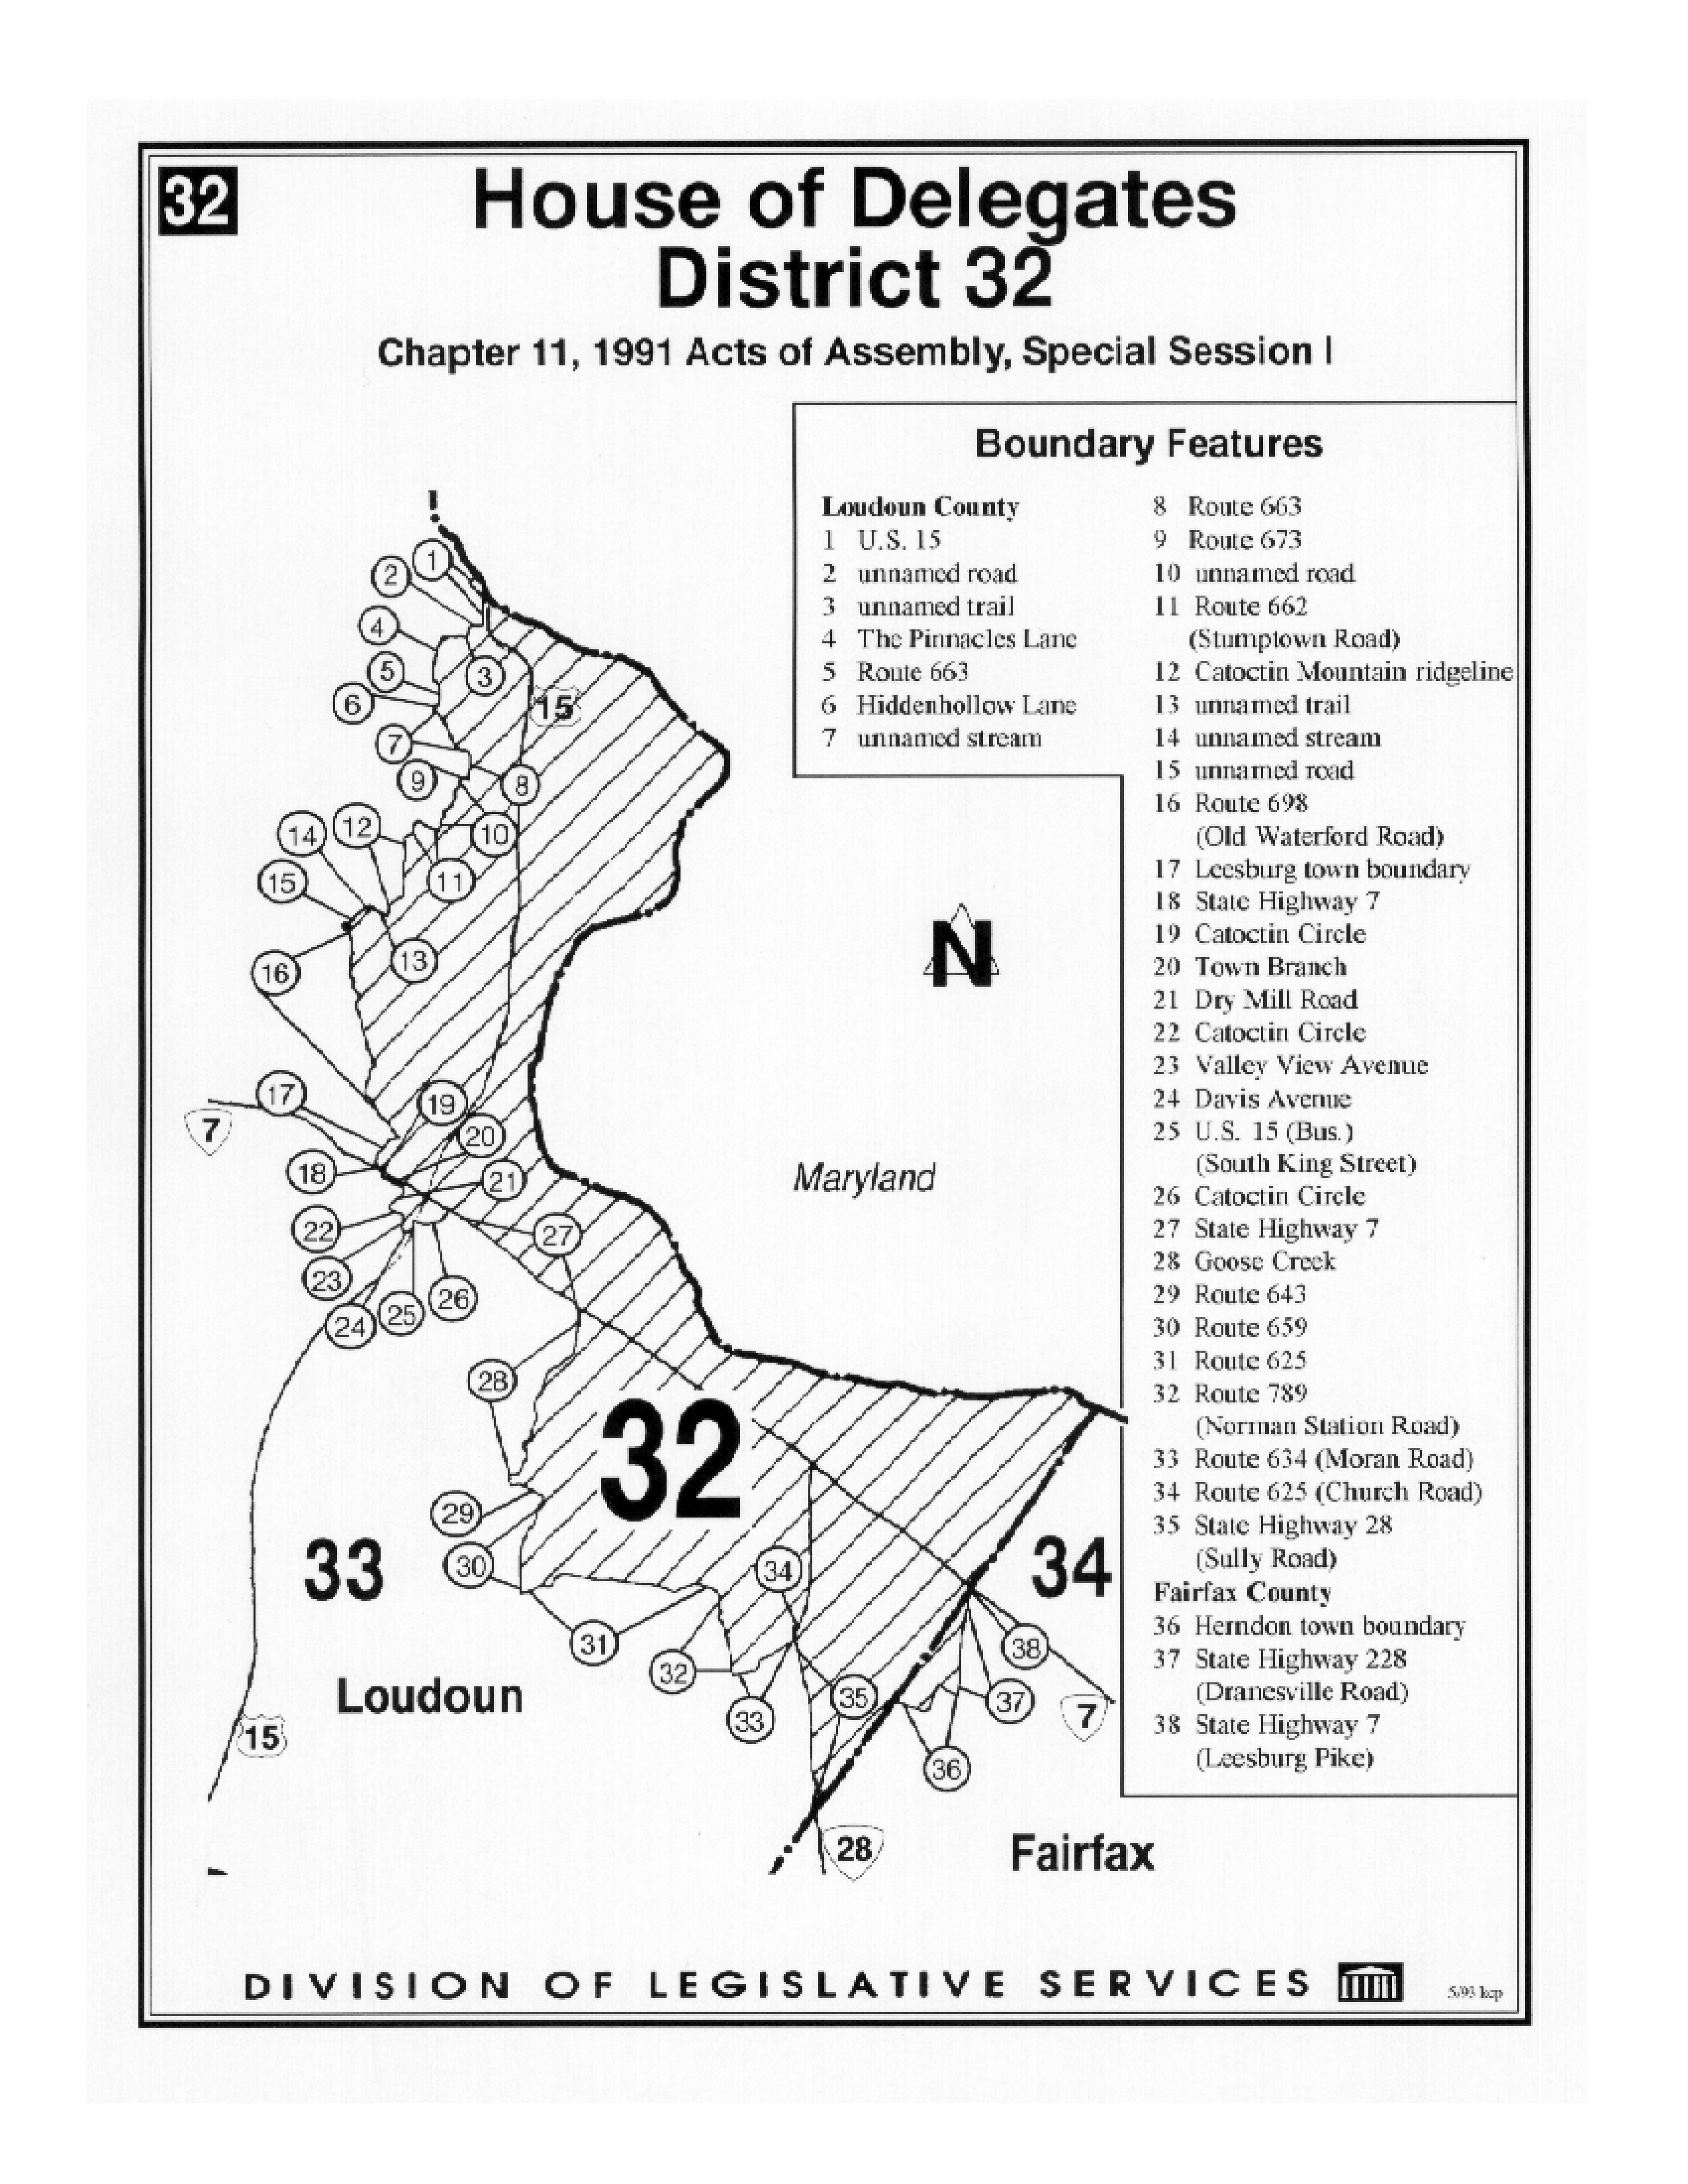 32
House of Delegates
District 32
Chapter 11, 1991 Acts of Assembly, Special Session I
Boundary Features
Loudoun County
1 U.S. 15
2 unnamed road
3 unnamed trail
4 The Pinnacles Lane
5 Route 663
6 Hiddenhollow Lane
7 unnamed stream
8 Route 663
9 Route 673
10 unnamed road
11 Route 662
(Stumptown Road)
12 Catoctin Mountain ridgeline
13 unnamed trail
14 unnamed stream
15 unnamed road
16 Route 698
(Old Waterford Road)
17 Leesburg town boundary
18 State Highway 7
19 Catoctin Circle
20 Town Branch
21 Dry Mill Road
22 Catoctin Circle
23 Valley View Avenue
24 Davis Avenue
25 U.S. 15 (Bus.)
(South King Street)
26 Catoctin Circle
27 State Highway 7
28 Goose Creek
29 Route 643
30 Route 659
31 Route 625
32 Route 789
(Norman Station Road)
33 Route 634 (Moran Road)
34 Route 625 (Church Road)
35 State Highway 28
(Sully Road)
Fairfax County
36 Herndon town boundary
37 State Highway 228
(Dranesville Road)
38 State Highway 7
(Leesburg Pike)
1
2
4
3
5
6
15
7
9
8
14
12
10
15
11
13
16
N
17
19
7
20
18
21
Maryland
22
27
23
26
25
24
28
32
29
33
30
34
34
31
38
32
35
Loudoun
37
33
7
15
36
28
Fairfax
DIVISION OF LEGISLATIVE SERVICES
5/93 kcp